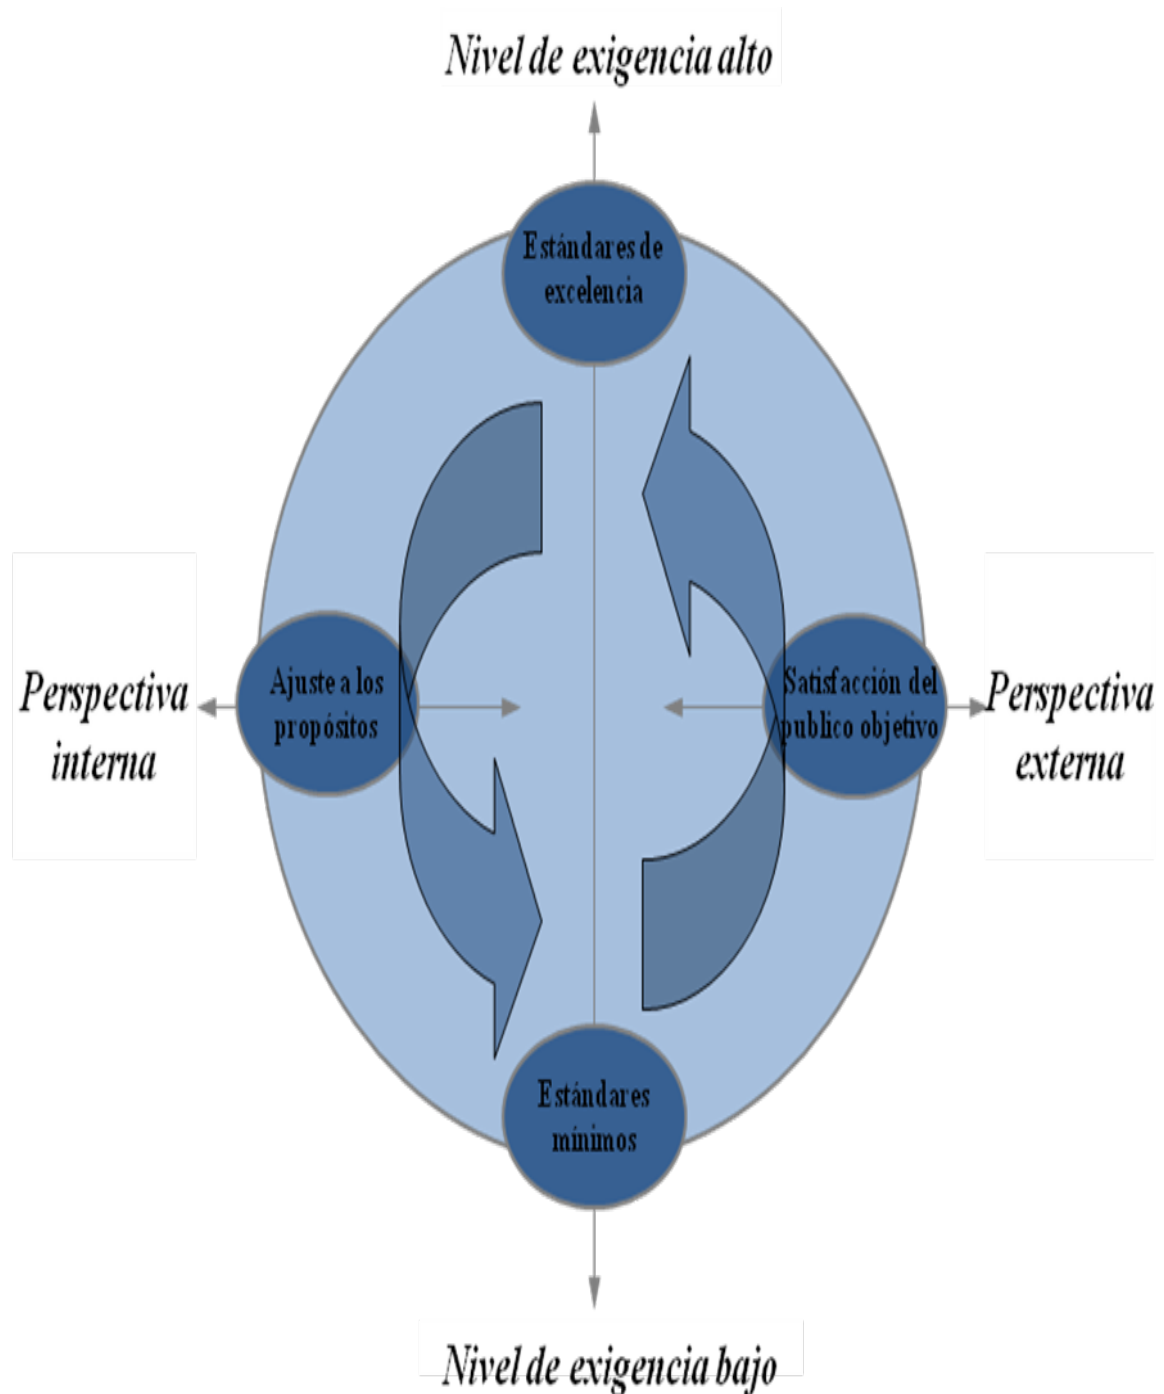 Nivel de exigencia alto
Estándares de
excelencia
Perspectiva
interna
Ajuste a los
propósitos
Satisfacción del
publico objetivo
Perspectiva
externa
Estándares
mínimos
Nivel de exigencia bajo